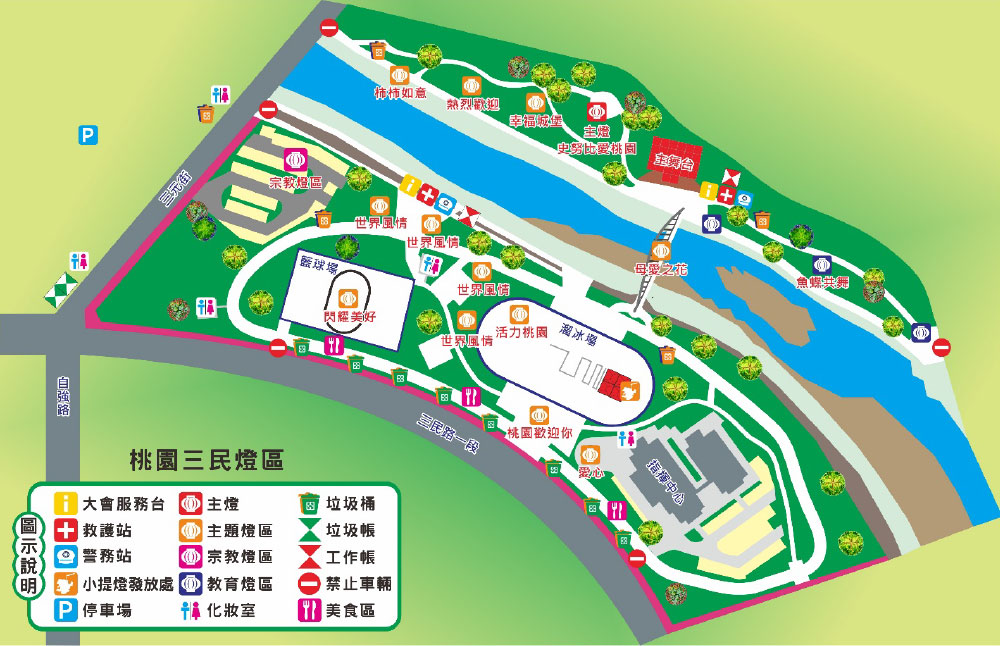 柿柿如意
熱烈歡迎
幸福城堡
主燈
史努比愛桃園
主舞台
P
三元街
宗教燈區
i
i
世界風情
世界風情
世界風情
世界風情
母愛之花
魚蝶共舞
籃球場
閃耀美好
活力桃園
溜冰場
桃園歡迎你
愛心
指揮中心
自強路
三民路一段
桃園三民燈區
圖示說明
i 大會服務台
救護站
警務站
小提燈發放處
P 停車場
主燈
主題燈區
宗教燈區
教育燈區
化妝室
垃圾桶
垃圾帳
工作帳
禁止車輛
美食區